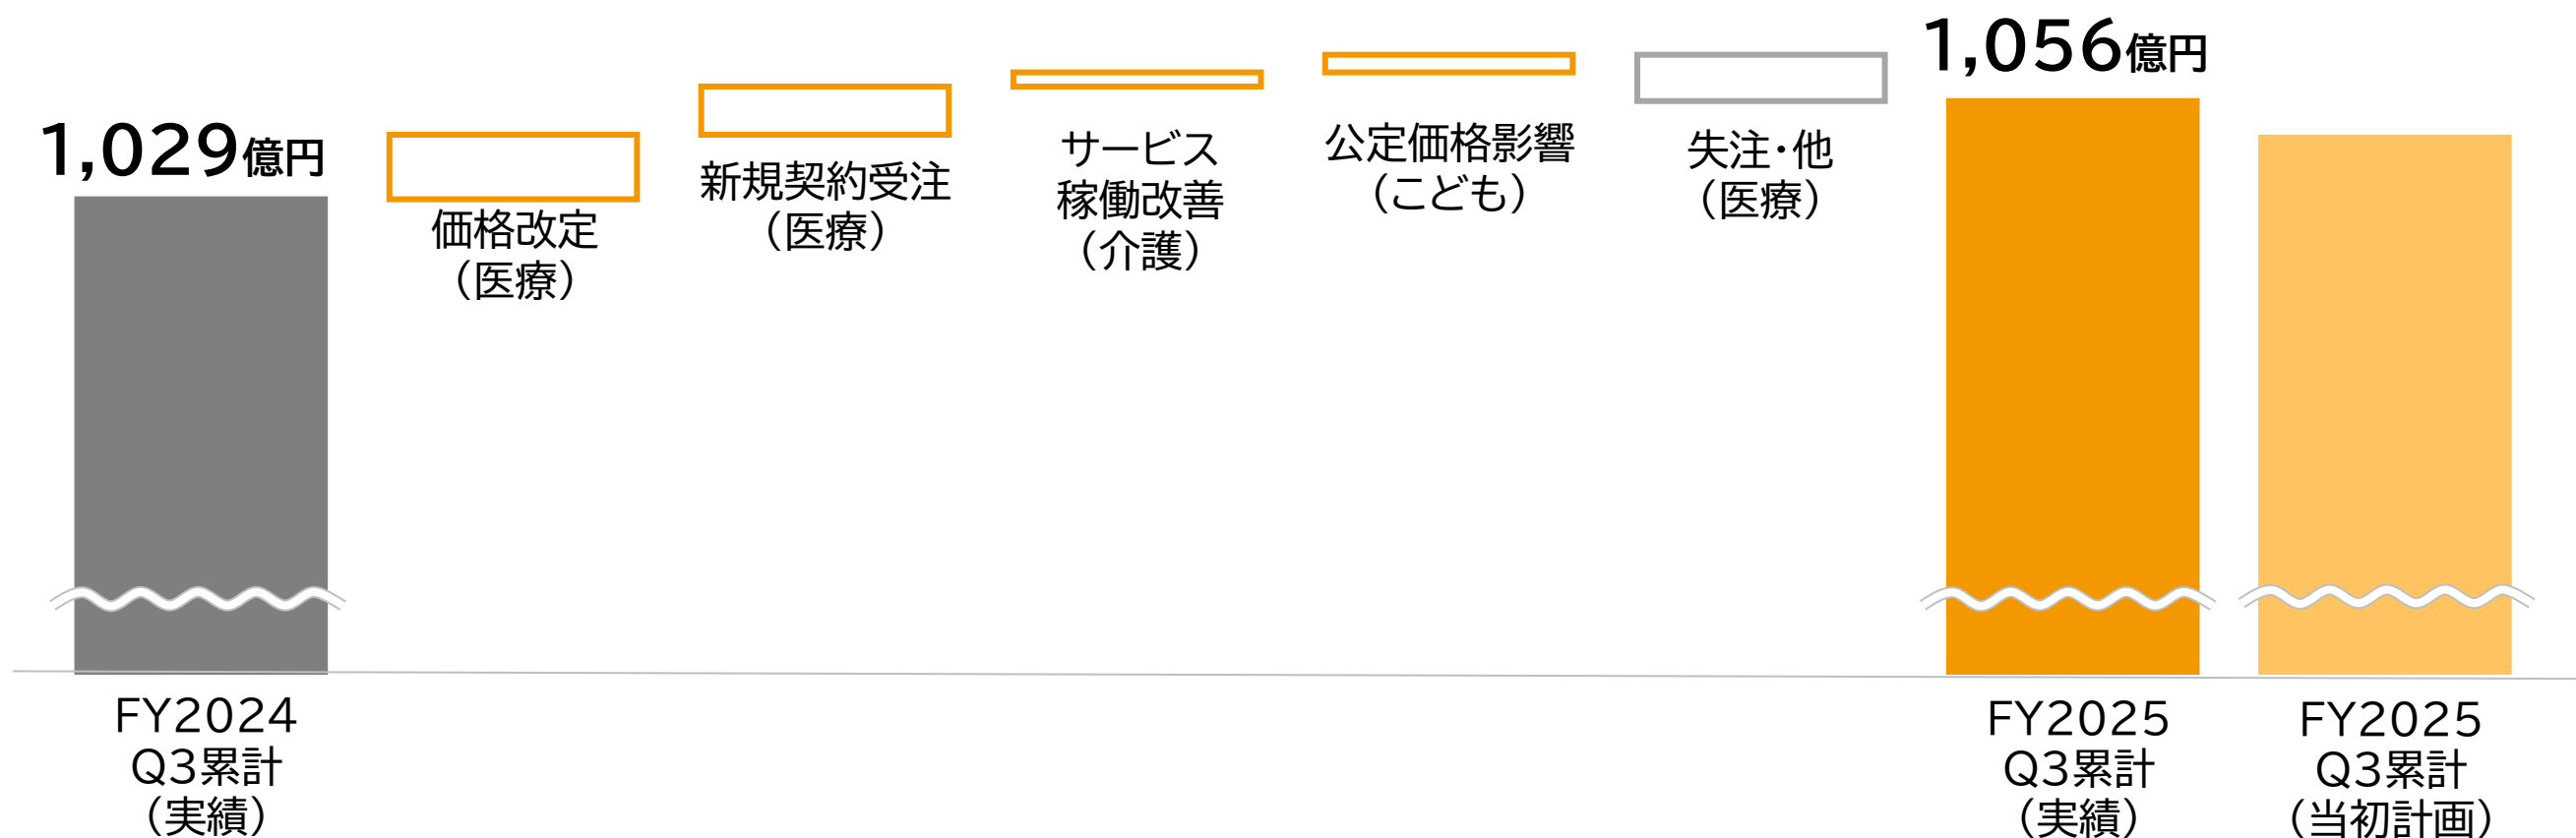 1,029億円
価格改定
（医療）
新規契約受注
（医療）
サービス
稼働改善
（介護）
公定価格影響
（こども）
失注・他
（医療）
1,056億円
FY2024
Q3累計
（実績）
FY2025
Q3累計
（実績）
FY2025
Q3累計
（当初計画）